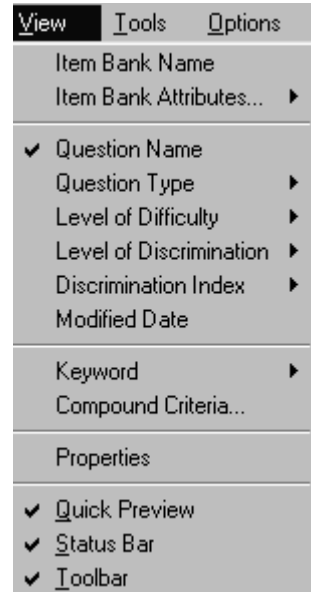 View Tools Options
Item Bank Name
Item Bank Attributes...
Question Name
Question Type
Level of Difficulty
Level of Discrimination
Discrimination Index
Modified Date
Keyword
Compound Criteria...
Properties
Quick Preview
Status Bar
Toolbar